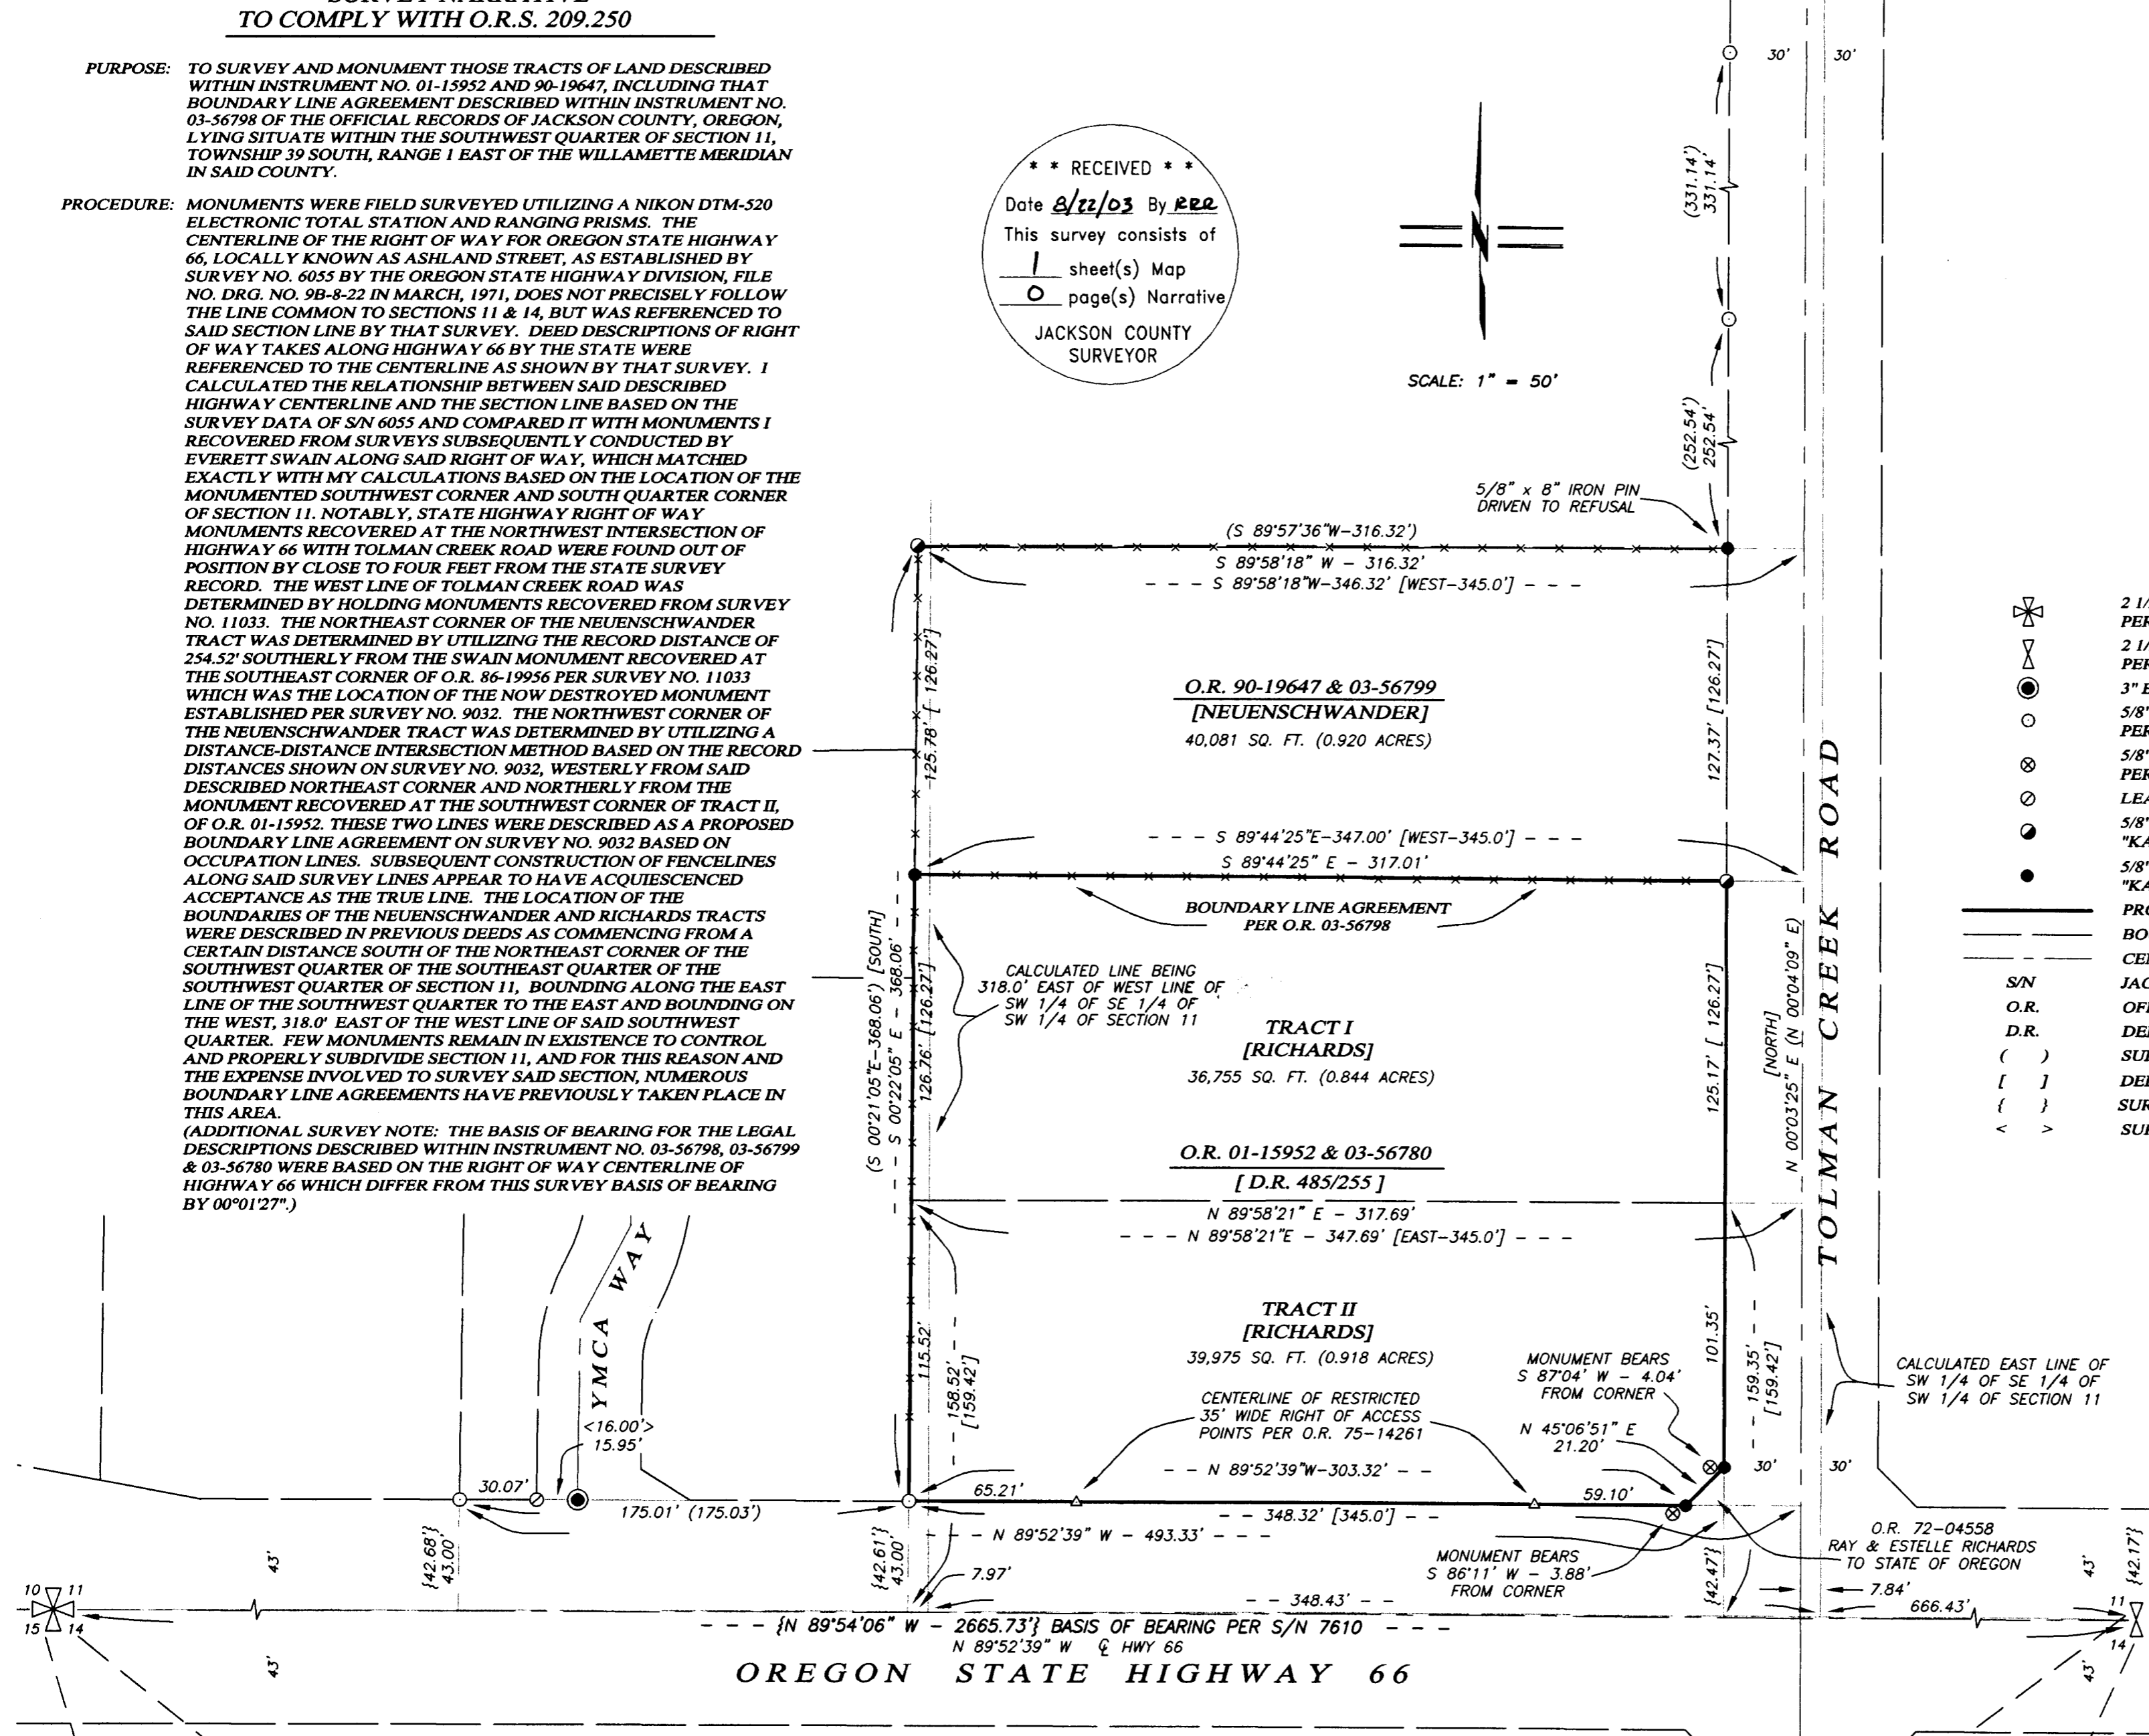 SURVEY NARRATIVE
TO COMPLY WITH O.R.S. 209.250
PURPOSE: TO SURVEY AND MONUMENT THOSE TRACTS OF LAND DESCRIBED
WITHIN INSTRUMENT NO. 01-15952 AND 90-19647, INCLUDING THAT
BOUNDARY LINE AGREEMENT DESCRIBED WITHIN INSTRUMENT NO.
03-56798 OF THE OFFICIAL RECORDS OF JACKSON COUNTY, OREGON,
LYING SITUATE WITHIN THE SOUTHWEST QUARTER OF SECTION 11,
TOWNSHIP 39 SOUTH, RANGE 1 EAST OF THE WILLAMETTE MERIDIAN
IN SAID COUNTY.
PROCEDURE: MONUMENTS WERE FIELD SURVEYED UTILIZING A NIKON DTM-520
ELECTRONIC TOTAL STATION AND RANGING PRISMS. THE
CENTERLINE OF THE RIGHT OF WAY FOR OREGON STATE HIGHWAY
66, LOCALLY KNOWN AS ASHLAND STREET, AS ESTABLISHED BY
SURVEY NO. 6055 BY THE OREGON STATE HIGHWAY DIVISION, FILE
NO. DRG. NO. 9B-8-22 IN MARCH, 1971, DOES NOT PRECISELY FOLLOW
THE LINE COMMON TO SECTIONS 11 & 14, BUT WAS REFERENCED TO
SAID SECTION LINE BY THAT SURVEY. DEED DESCRIPTIONS OF RIGHT
OF WAY TAKES ALONG HIGHWAY 66 BY THE STATE WERE
REFERENCED TO THE CENTERLINE AS SHOWN BY THAT SURVEY. I
CALCULATED THE RELATIONSHIP BETWEEN SAID DESCRIBED
HIGHWAY CENTERLINE AND THE SECTION LINE BASED ON THE
SURVEY DATA OF S/N 6055 AND COMPARED IT WITH MONUMENTS I
RECOVERED FROM SURVEYS SUBSEQUENTLY CONDUCTED BY
EVERETT SWAIN ALONG SAID RIGHT OF WAY, WHICH MATCHED
EXACTLY WITH MY CALCULATIONS BASED ON THE LOCATION OF THE
MONUMENTED SOUTHWEST CORNER AND SOUTH QUARTER CORNER
OF SECTION 11. NOTABLY, STATE HIGHWAY RIGHT OF WAY
MONUMENTS RECOVERED AT THE NORTHWEST INTERSECTION OF
HIGHWAY 66 WITH TOLMAN CREEK ROAD WERE FOUND OUT OF
POSITION BY CLOSE TO FOUR FEET FROM THE STATE SURVEY
RECORD. THE WEST LINE OF TOLMAN CREEK ROAD WAS
DETERMINED BY HOLDING MONUMENTS RECOVERED FROM SURVEY
NO. 11033. THE NORTHEAST CORNER OF THE NEUENSCHWANDER
TRACT WAS DETERMINED BY UTILIZING THE RECORD DISTANCE OF
254.52' SOUTHERLY FROM THE SWAIN MONUMENT RECOVERED AT
THE SOUTHEAST CORNER OF O.R. 86-19956 PER SURVEY NO. 11033
WHICH WAS THE LOCATION OF THE NOW DESTROYED MONUMENT
ESTABLISHED PER SURVEY NO. 9032. THE NORTHWEST CORNER OF
THE NEUENSCHWANDER TRACT WAS DETERMINED BY UTILIZING A
DISTANCE-DISTANCE INTERSECTION METHOD BASED ON THE RECORD
DISTANCES SHOWN ON SURVEY NO. 9032, WESTERLY FROM SAID
DESCRIBED NORTHEAST CORNER AND NORTHERLY FROM THE
MONUMENT RECOVERED AT THE SOUTHWEST CORNER OF TRACT II,
OF O.R. 01-15952. THESE TWO LINES WERE DESCRIBED AS A PROPOSED
BOUNDARY LINE AGREEMENT ON SURVEY NO. 9032 BASED ON
OCCUPATION LINES. SUBSEQUENT CONSTRUCTION OF FENCELINES
ALONG SAID SURVEY LINES APPEAR TO HAVE ACQUIESCENCED
ACCEPTANCE AS THE TRUE LINE. THE LOCATION OF THE
BOUNDARIES OF THE NEUENSCHWANDER AND RICHARDS TRACTS
WERE DESCRIBED IN PREVIOUS DEEDS AS COMMENCING FROM A
CERTAIN DISTANCE SOUTH OF THE NORTHEAST CORNER OF THE
SOUTHWEST QUARTER OF THE SOUTHEAST QUARTER OF THE
SOUTHWEST QUARTER OF SECTION 11, BOUNDING ALONG THE EAST
LINE OF THE SOUTHWEST QUARTER TO THE EAST AND BOUNDING ON
THE WEST, 318.0' EAST OF THE WEST LINE OF SAID SOUTHWEST
QUARTER. FEW MONUMENTS REMAIN IN EXISTENCE TO CONTROL
AND PROPERLY SUBDIVIDE SECTION 11, AND FOR THIS REASON AND
THE EXPENSE INVOLVED TO SURVEY SAID SECTION, NUMEROUS
BOUNDARY LINE AGREEMENTS HAVE PREVIOUSLY TAKEN PLACE IN
THIS AREA.
(ADDITIONAL SURVEY NOTE: THE BASIS OF BEARING FOR THE LEGAL
DESCRIPTIONS DESCRIBED WITHIN INSTRUMENT NO. 03-56798, 03-56799
& 03-56780 WERE BASED ON THE RIGHT OF WAY CENTERLINE OF
HIGHWAY 66 WHICH DIFFER FROM THIS SURVEY BASIS OF BEARING
BY 00°01'27".)
* * RECEIVED * *
Date 8/22/03 By RRR
This survey consists of
1 sheet(s) Map
0 page(s) Narrative
JACKSON COUNTY
SURVEYOR
N
SCALE: 1" = 50'
30' 30'
(331.14')
331.14'
(252.54')
252.54'
5/8" x 8" IRON PIN
DRIVEN TO REFUSAL
(S 89°57'36"W-316.32')
S 89°58'18" W - 316.32'
- - - S 89°58'18"W-346.32' [WEST-345.0'] - - -
125.78' [ 126.27']
O.R. 90-19647 & 03-56799
[NEUENSCHWANDER]
40,081 SQ. FT. (0.920 ACRES)
127.37' [126.27']
- - - S 89°44'25"E-347.00' [WEST-345.0'] - - -
S 89°44'25" E - 317.01'
BOUNDARY LINE AGREEMENT
PER O.R. 03-56798
(S 00°21'05"E-368.06') [SOUTH]
- - - S 00°22'05" E - 368.06' - - -
126.76' [126.27']
CALCULATED LINE BEING
318.0' EAST OF WEST LINE OF
SW 1/4 OF SE 1/4 OF
SW 1/4 OF SECTION 11
TRACT I
[RICHARDS]
36,755 SQ. FT. (0.844 ACRES)
125.17' [ 126.27']
[NORTH]
N 00°03'25" E (N 00°04'09" E)
TOLMAN CREEK ROAD
O.R. 01-15952 & 03-56780
[ D.R. 485/255 ]
N 89°58'21" E - 317.69'
- - - N 89°58'21"E - 347.69' [EAST-345.0'] - - -
TRACT II
[RICHARDS]
39,975 SQ. FT. (0.918 ACRES)
115.52'
- - 158.52' - -
[159.42']
CENTERLINE OF RESTRICTED
35' WIDE RIGHT OF ACCESS
POINTS PER O.R. 75-14261
MONUMENT BEARS
S 87°04' W - 4.04'
FROM CORNER
N 45°06'51" E
21.20'
101.35'
- - - 159.35' - - -
[159.42']
CALCULATED EAST LINE OF
SW 1/4 OF SE 1/4 OF
SW 1/4 OF SECTION 11
YMCA WAY
<16.00'>
15.95'
30.07'
175.01' (175.03')
- - N 89°52'39"W-303.32' - -
65.21'
59.10'
30' 30'
- - 348.32' [345.0'] - -
- - - N 89°52'39" W - 493.33' - - -
{42.68'}
43.00'
{42.61'}
43.00'
7.97'
MONUMENT BEARS
S 86°11' W - 3.88'
FROM CORNER
{42.47'}
O.R. 72-04558
RAY & ESTELLE RICHARDS
TO STATE OF OREGON
7.84'
666.43'
43'
{42.17'}
43'
10 11
15 14
43'
- - 348.43' - -
- - - {N 89°54'06" W - 2665.73'} BASIS OF BEARING PER S/N 7610 - - -
N 89°52'39" W ℄ HWY 66
OREGON STATE HIGHWAY 66
43'
11
14
43'
2 1/
PER
2 1/
PER
3" B
5/8"
PER
5/8"
PER
LEA
5/8"
"KA
5/8"
"KA
PRO
BO
CEN
S/N JAC
O.R. OFF
D.R. DEE
( ) SUR
[ ] DEE
{ } SUR
< > SUR